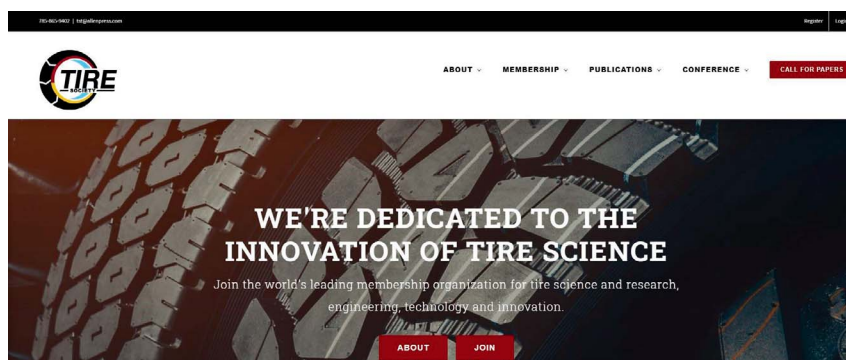 785-865-9402 | tst@allenpress.com
Register
Login
TIRE
SOCIETY
ABOUT
MEMBERSHIP
PUBLICATIONS
CONFERENCE
CALL FOR PAPERS
WE'RE DEDICATED TO THE
INNOVATION OF TIRE SCIENCE
Join the world's leading membership organization for tire science and research,
engineering, technology and innovation.
ABOUT
JOIN